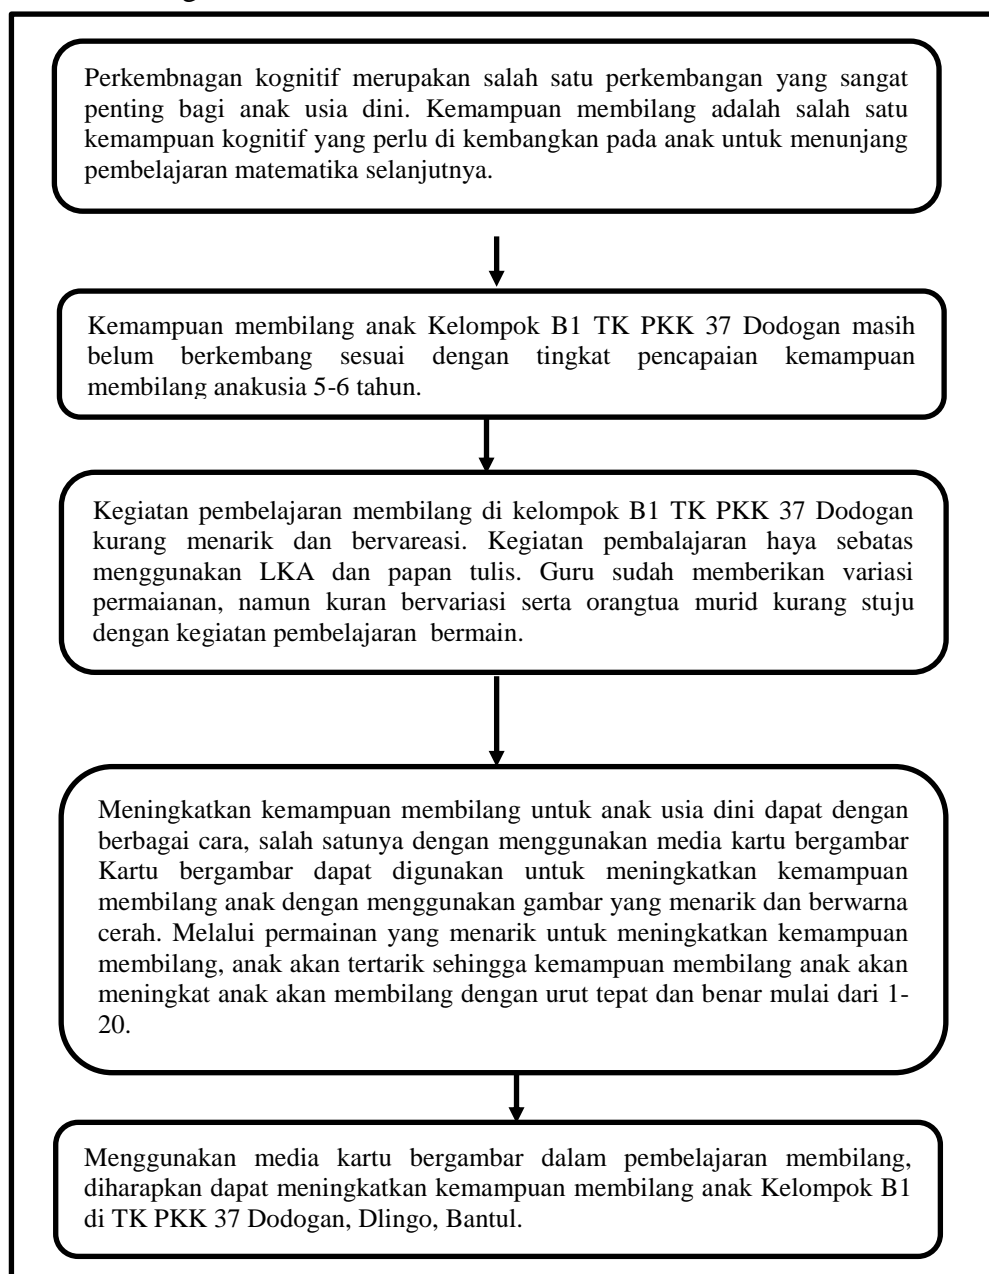 Perkembnagan kognitif merupakan salah satu perkembangan yang sangat
penting bagi anak usia dini. Kemampuan membilang adalah salah satu
kemampuan kognitif yang perlu di kembangkan pada anak untuk menunjang
pembelajaran matematika selanjutnya.
Kemampuan membilang anak Kelompok B1 TK PKK 37 Dodogan masih
belum berkembang sesuai dengan tingkat pencapaian kemampuan
membilang anakusia 5-6 tahun.
Kegiatan pembelajaran membilang di kelompok B1 TK PKK 37 Dodogan
kurang menarik dan bervareasi. Kegiatan pembalajaran haya sebatas
menggunakan LKA dan papan tulis. Guru sudah memberikan variasi
permaianan, namun kuran bervariasi serta orangtua murid kurang stuju
dengan kegiatan pembelajaran bermain.
Meningkatkan kemampuan membilang untuk anak usia dini dapat dengan
berbagai cara, salah satunya dengan menggunakan media kartu bergambar
Kartu bergambar dapat digunakan untuk meningkatkan kemampuan
membilang anak dengan menggunakan gambar yang menarik dan berwarna
cerah. Melalui permainan yang menarik untuk meningkatkan kemampuan
membilang, anak akan tertarik sehingga kemampuan membilang anak akan
meningkat anak akan membilang dengan urut tepat dan benar mulai dari 1-
20.
Menggunakan media kartu bergambar dalam pembelajaran membilang,
diharapkan dapat meningkatkan kemampuan membilang anak Kelompok B1
di TK PKK 37 Dodogan, Dlingo, Bantul.